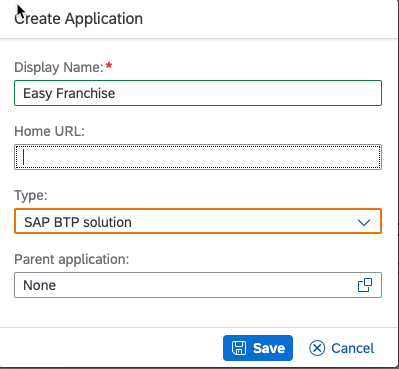 Create Application
Display Name:*
Easy Franchise
Home URL:
Type:
SAP BTP solution
Parent application:
None
Save Cancel